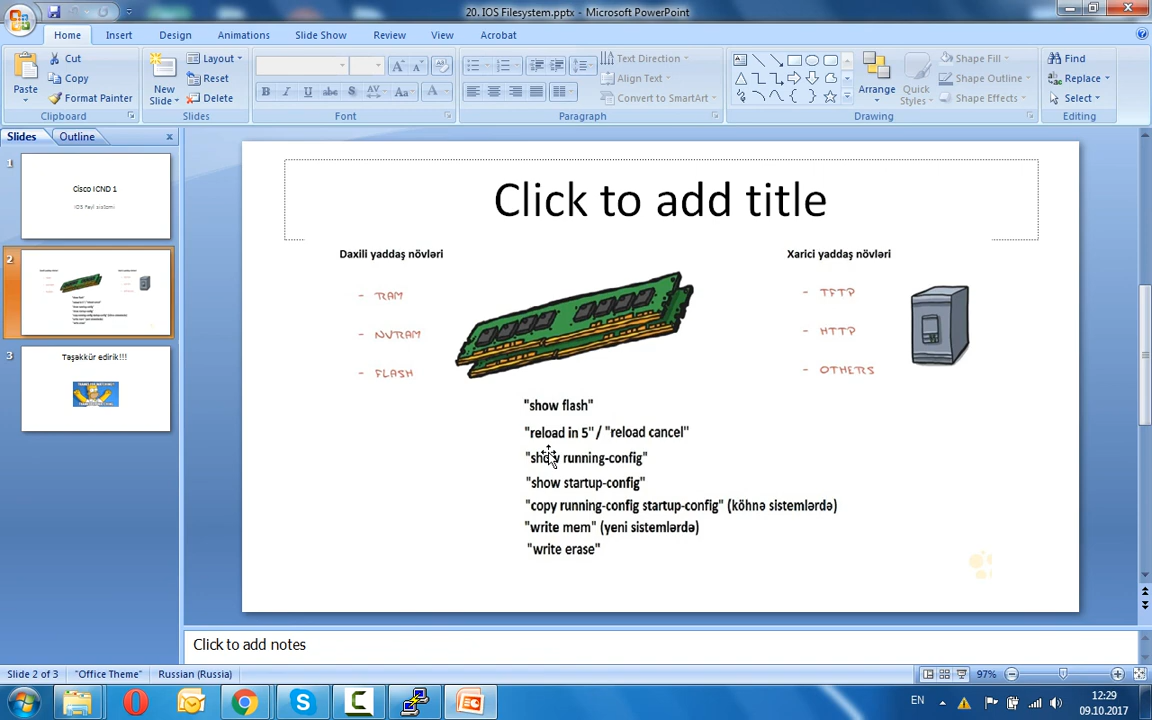 20. IOS Filesystem.pptx - Microsoft PowerPoint
Home Insert Design Animations Slide Show Review View Acrobat
Paste
Cut
Copy
Format Painter
Clipboard
New Slide
Layout
Reset
Delete
Slides
Font
Text Direction
Align Text
Convert to SmartArt
Paragraph
Arrange
Quick Styles
Shape Fill
Shape Outline
Shape Effects
Drawing
Find
Replace
Select
Editing
Slides Outline
1
Cisco ICND 1
2
3
Təşəkkür edirik!!!
Click to add title
Daxili yaddaş növləri
Xarici yaddaş növləri
- RAM
- NVRAM
- FLASH
- TFTP
- HTTP
- OTHERS
"show flash"
"reload in 5" / "reload cancel"
"show running-config"
"show startup-config"
"copy running-config startup-config" (köhnə sistemlərdə)
"write mem" (yeni sistemlərdə)
"write erase"
Click to add notes
Slide 2 of 3 "Office Theme" Russian (Russia) 97%
EN 12:29
09.10.2017